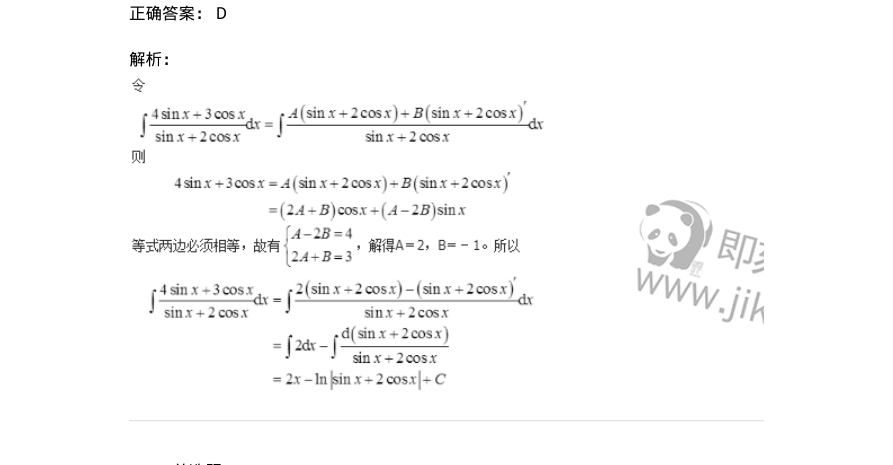 正确答案： D
解析：
令
∫(4sin x+3cos x)/(sin x+2cos x)dx = ∫(A(sin x+2cos x)+B(sin x+2cos x)′)/(sin x+2cos x)dx
则
4sin x+3cos x = A(sin x+2cos x)+B(sin x+2cos x)′
=(2A+B)cos x+(A−2B)sin x
等式两边必须相等，故有{A−2B=4 2A+B=3，解得A=2，B=－1。所以
∫(4sin x+3cos x)/(sin x+2cos x)dx = ∫(2(sin x+2cos x)−(sin x+2cos x)′)/(sin x+2cos x)dx
= ∫2dx − ∫d(sin x+2cos x)/(sin x+2cos x)
= 2x − ln|sin x+2cos x|+C
www.jik